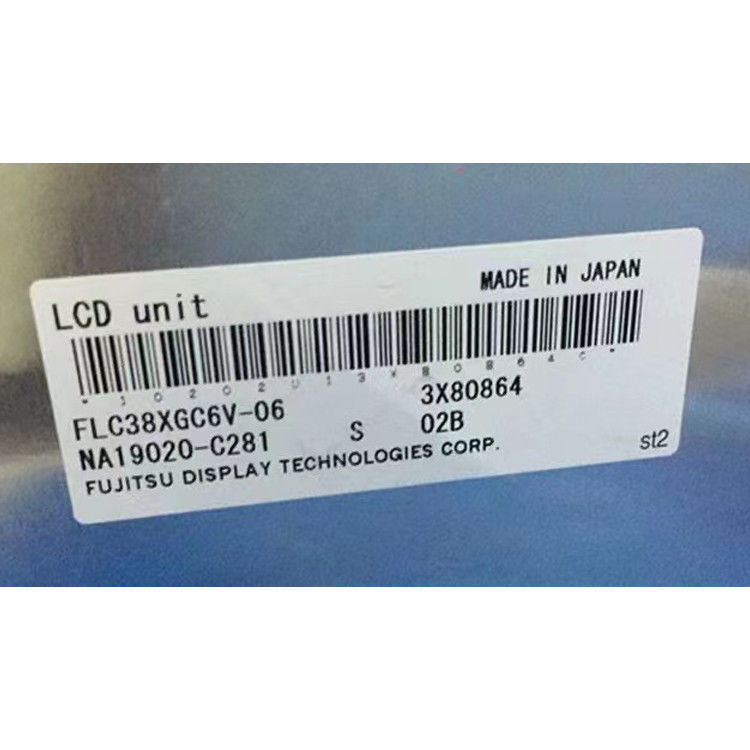 LCD unit
MADE IN JAPAN
FLC38XGC6V-06
3X80864
NA19020-C281
S
02B
FUJITSU DISPLAY TECHNOLOGIES CORP.
st2